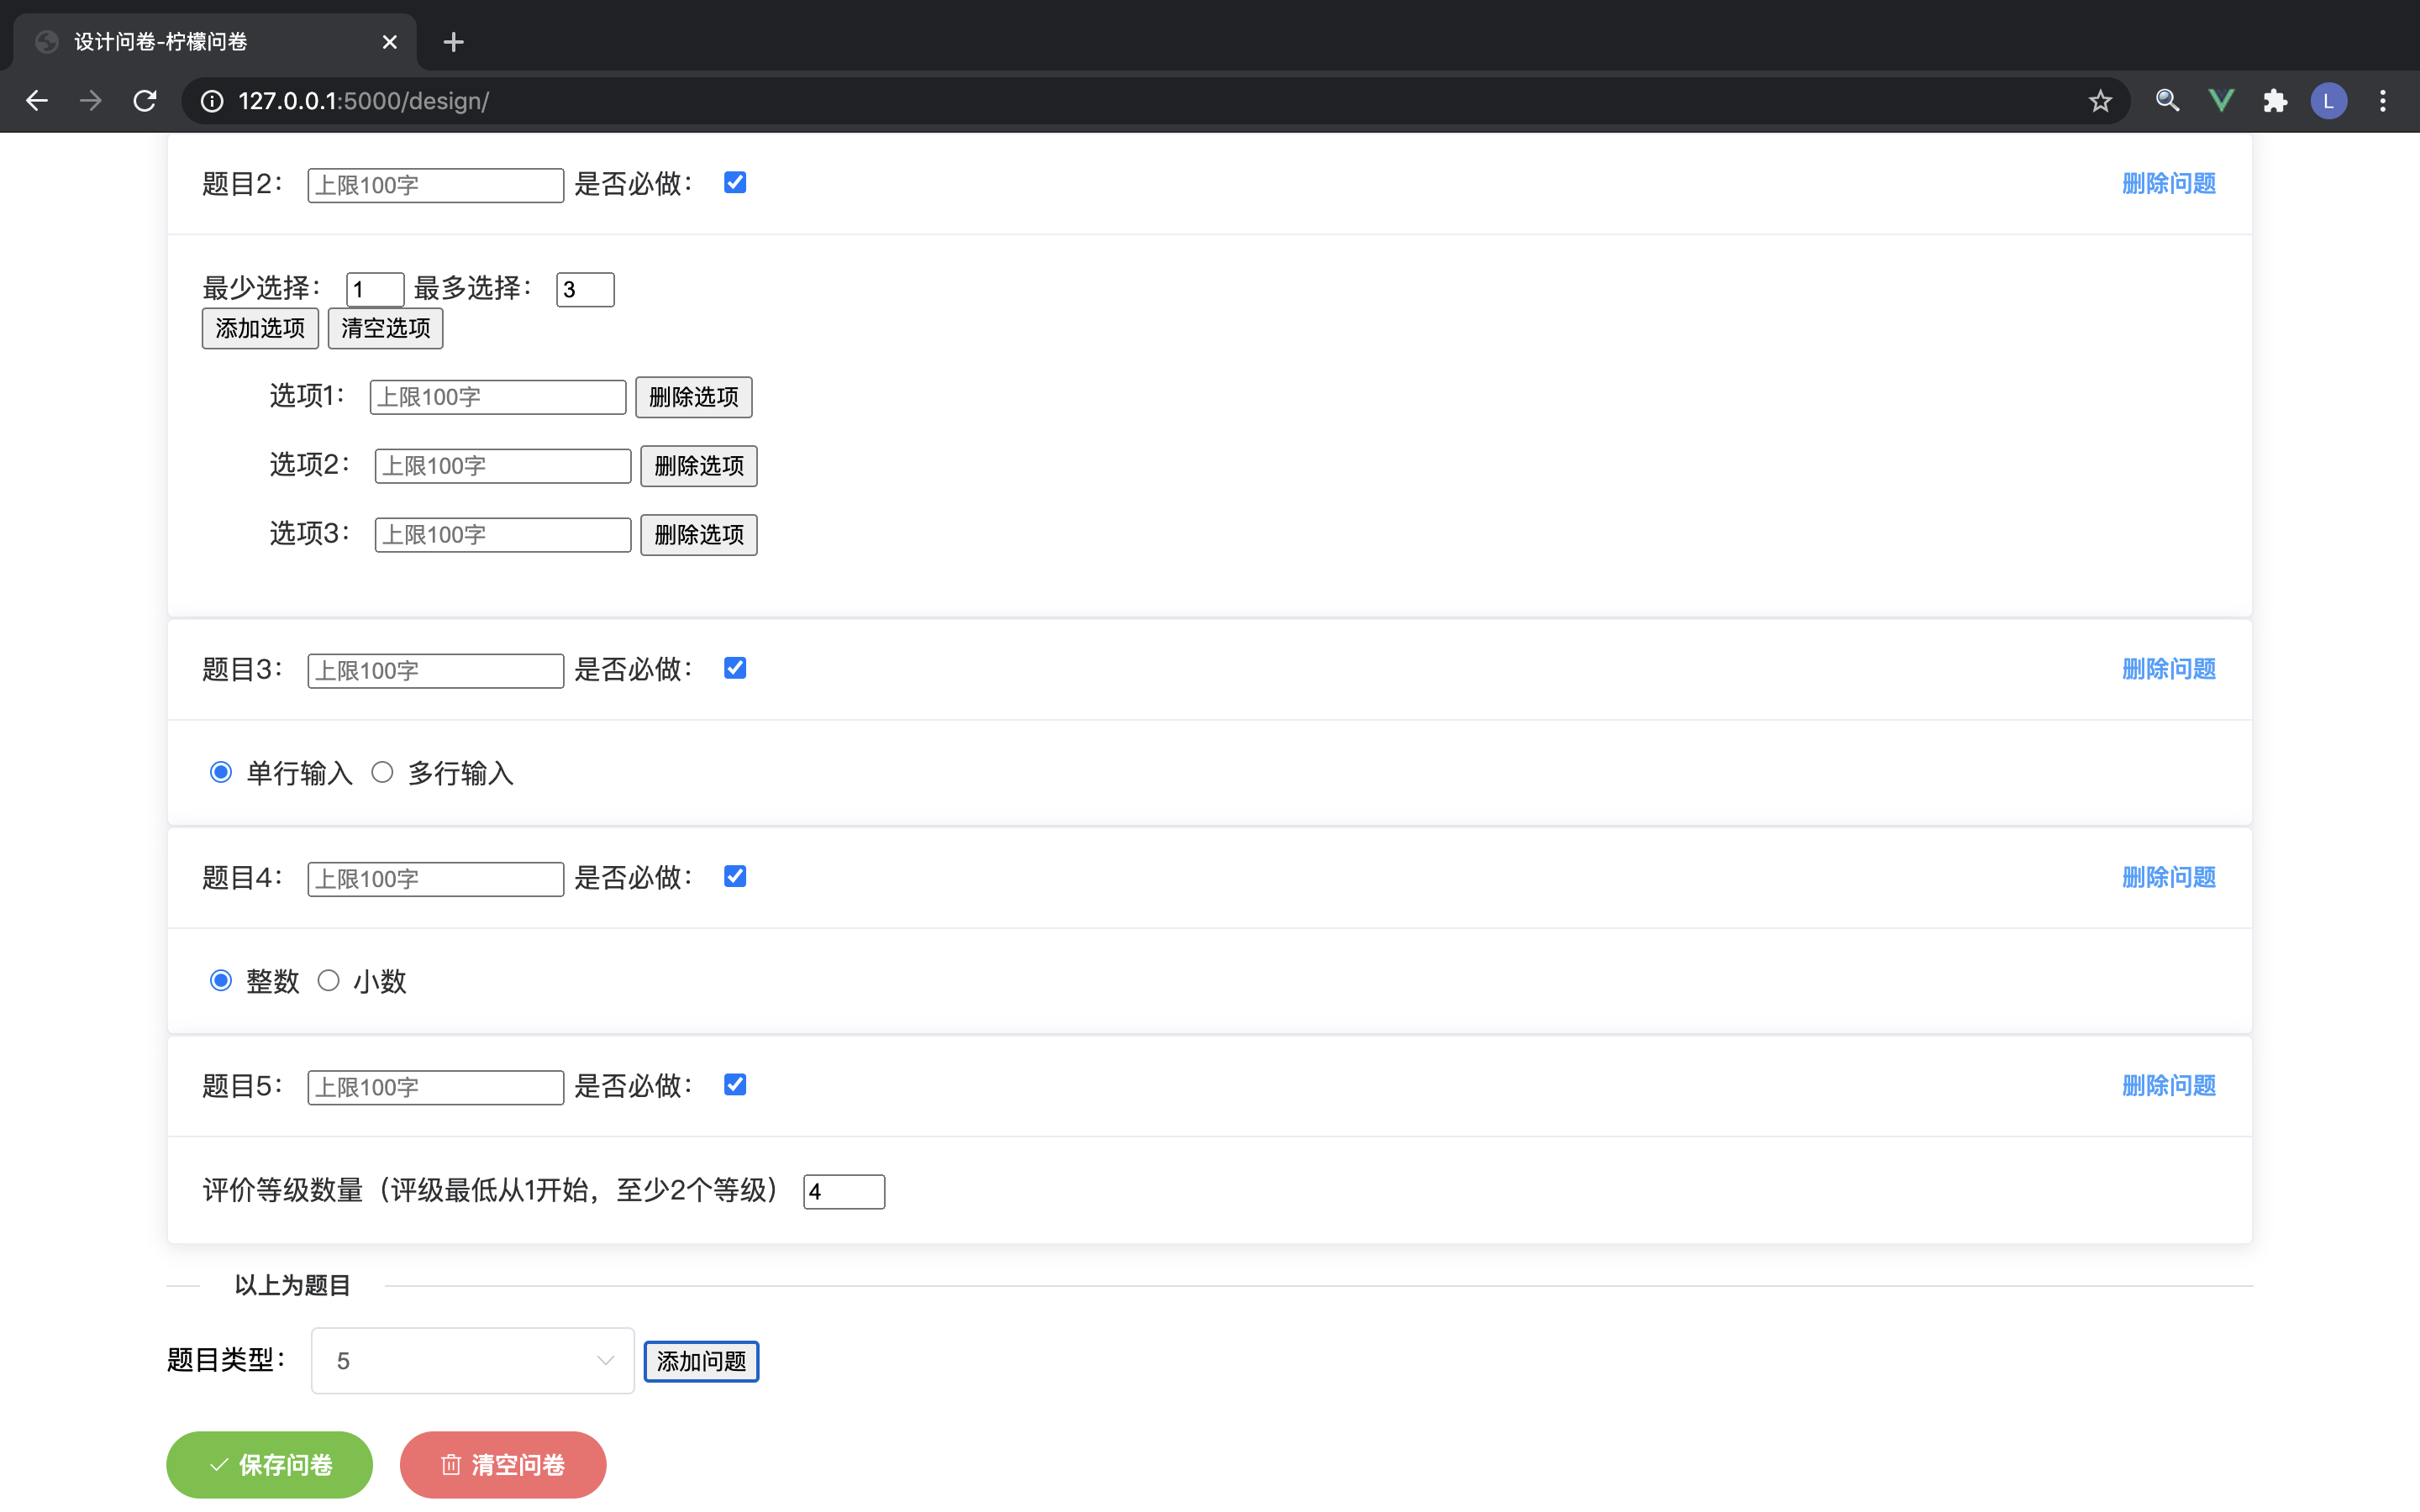 设计问卷-柠檬问卷
127.0.0.1:5000/design/
L
题目2： 上限100字 是否必做： 删除问题
最少选择： 1 最多选择： 3
添加选项 清空选项
选项1： 上限100字 删除选项
选项2： 上限100字 删除选项
选项3： 上限100字 删除选项
题目3： 上限100字 是否必做： 删除问题
单行输入 多行输入
题目4： 上限100字 是否必做： 删除问题
整数 小数
题目5： 上限100字 是否必做： 删除问题
评价等级数量（评级最低从1开始，至少2个等级） 4
以上为题目
题目类型： 5 添加问题
保存问卷 清空问卷